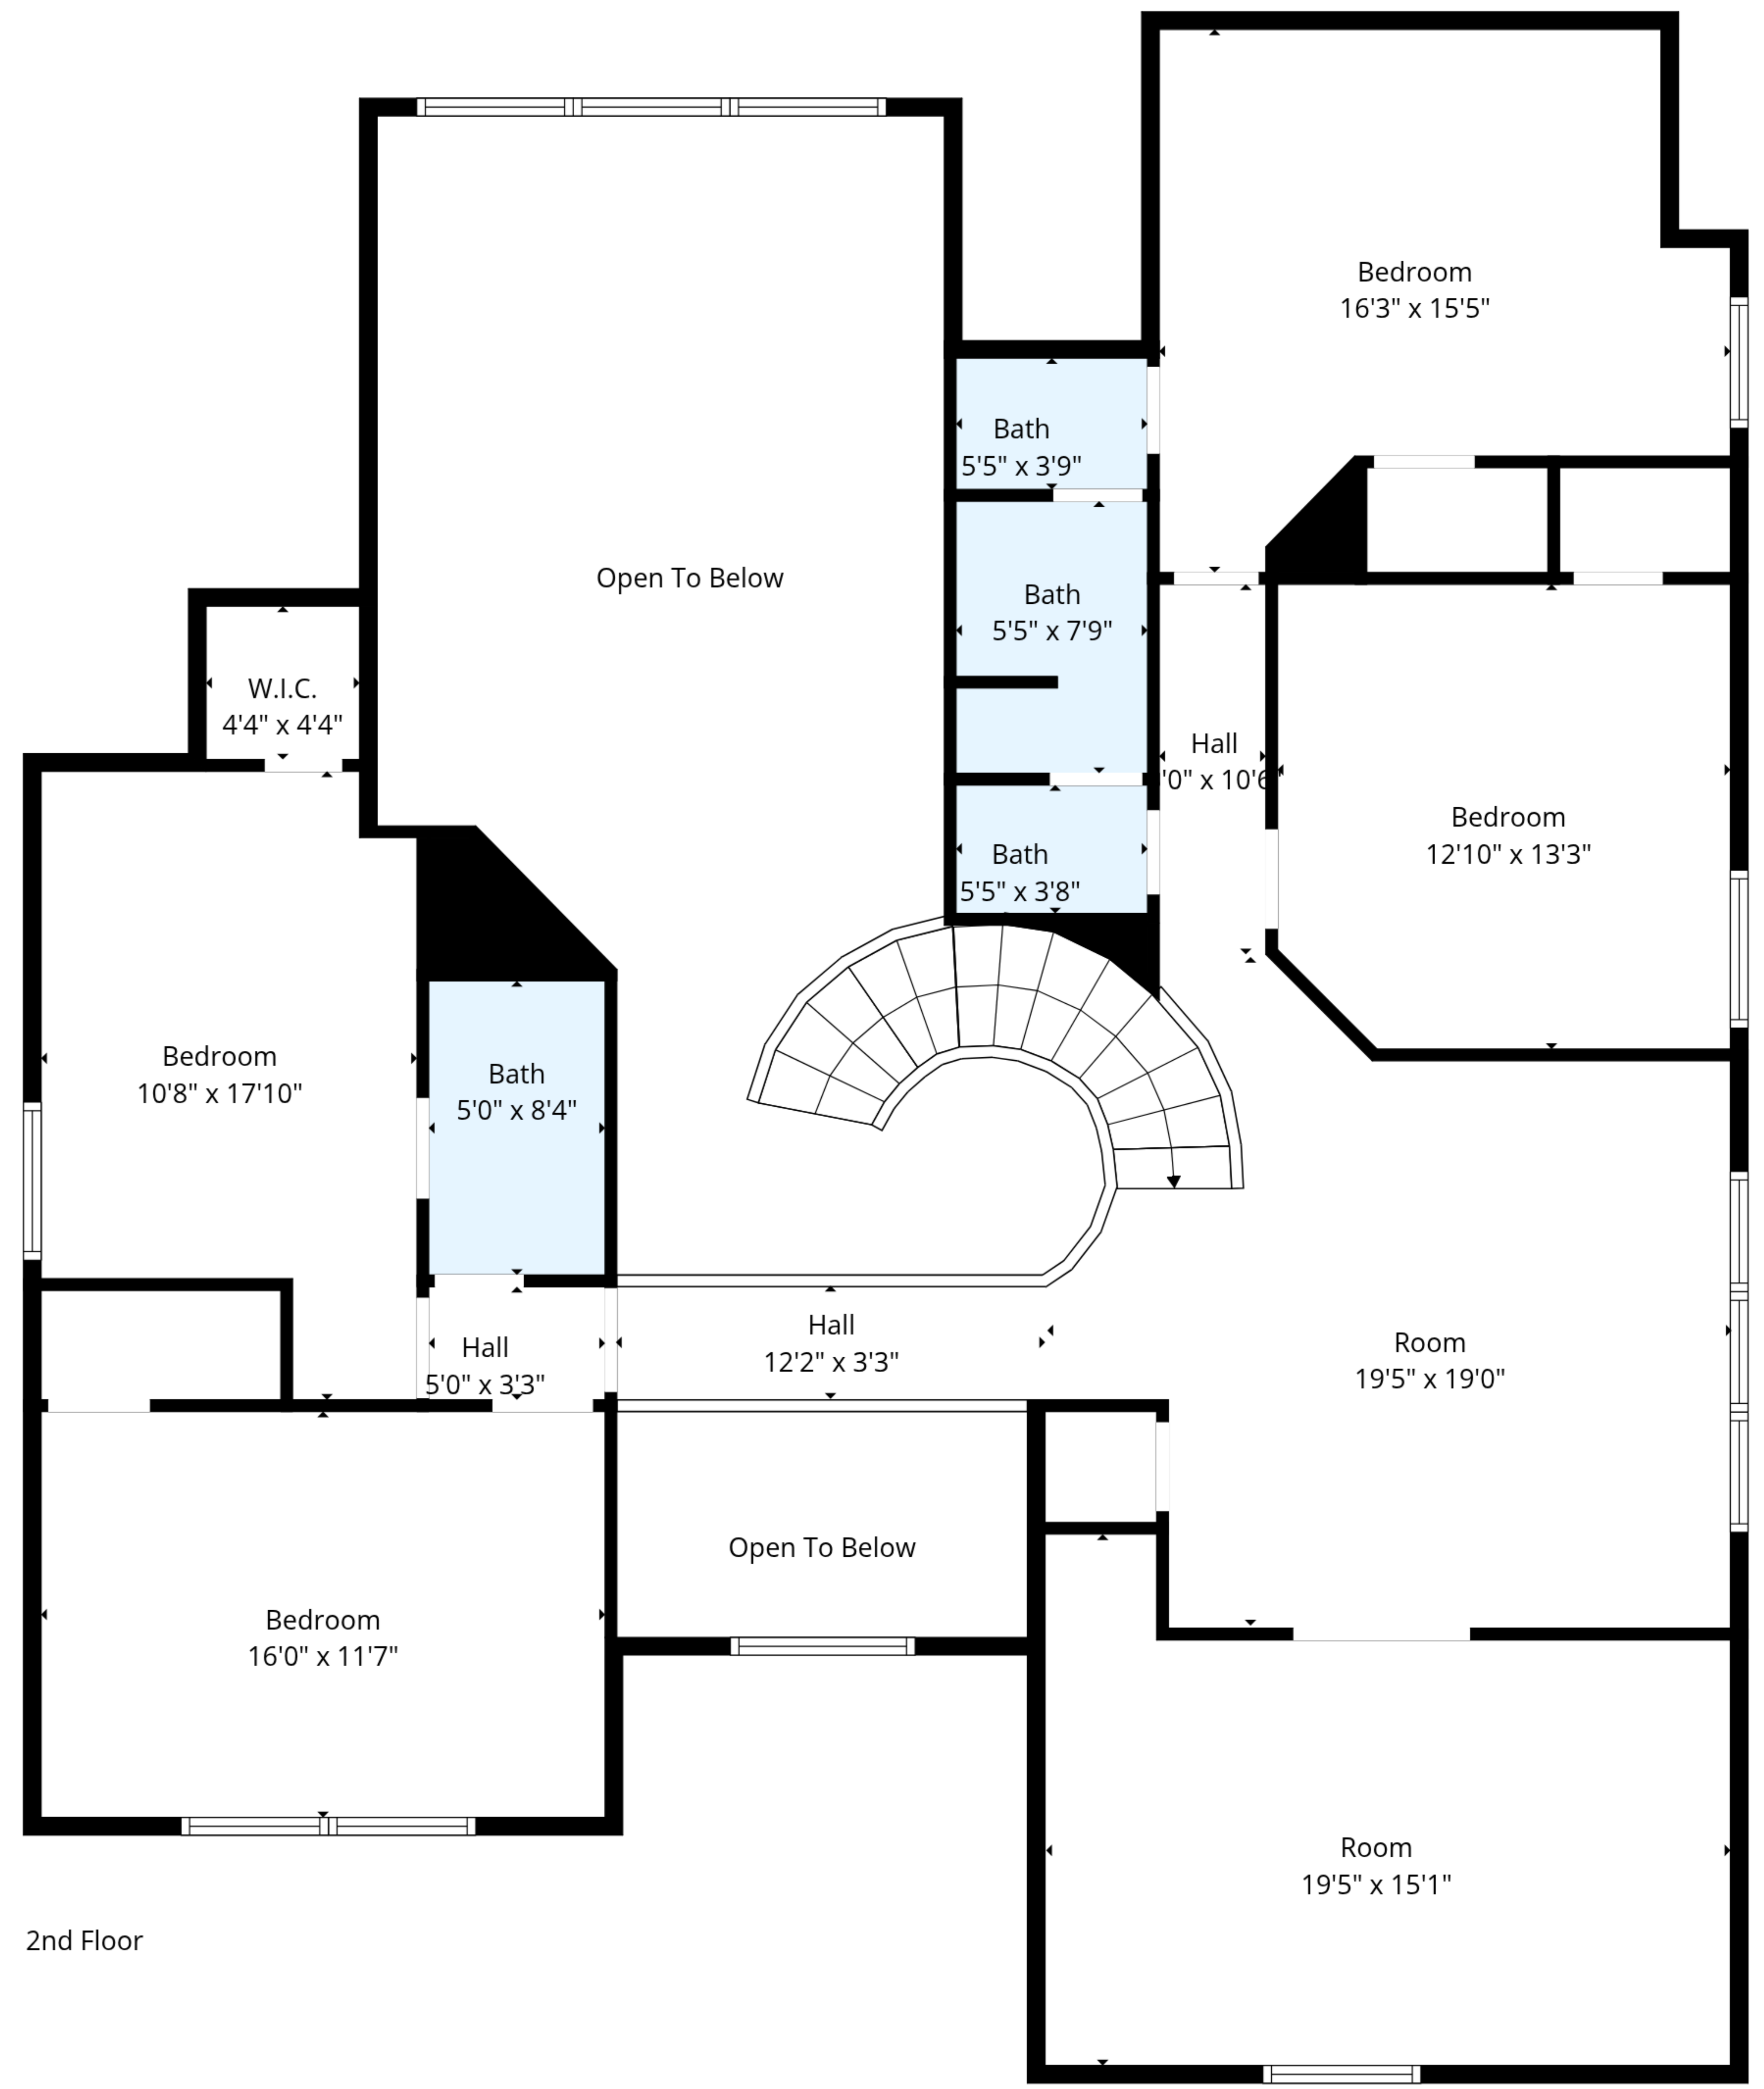 Bedroom
16'3" x 15'5"
Bath
5'5" x 3'9"
Open To Below
Bath
5'5" x 7'9"
W.I.C.
4'4" x 4'4"
Hall
'0" x 10'6
Bedroom
12'10" x 13'3"
Bath
5'5" x 3'8"
Bedroom
10'8" x 17'10"
Bath
5'0" x 8'4"
Hall
5'0" x 3'3"
Hall
12'2" x 3'3"
Room
19'5" x 19'0"
Open To Below
Bedroom
16'0" x 11'7"
Room
19'5" x 15'1"
2nd Floor